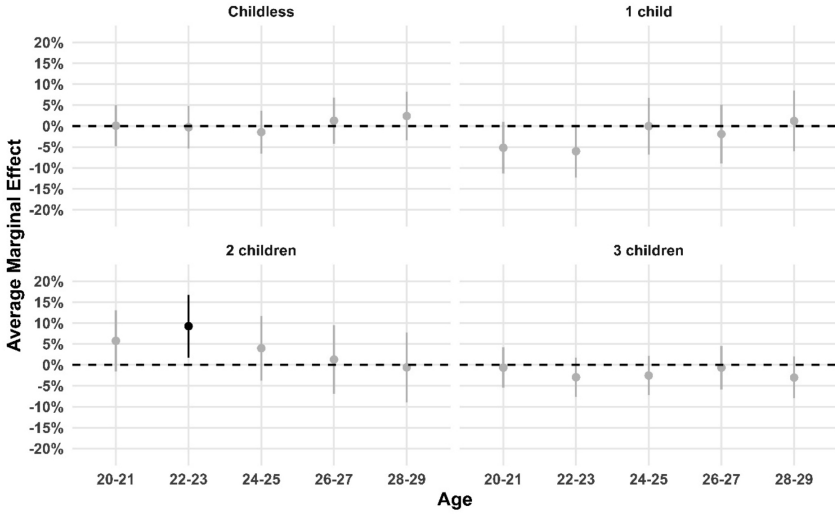 Childless
1 child
20%
15%
10%
5%
0%
-5%
-10%
-15%
-20%
2 children
3 children
20%
15%
10%
5%
0%
-5%
-10%
-15%
-20%
Average Marginal Effect
20-21 22-23 24-25 26-27 28-29
20-21 22-23 24-25 26-27 28-29
Age